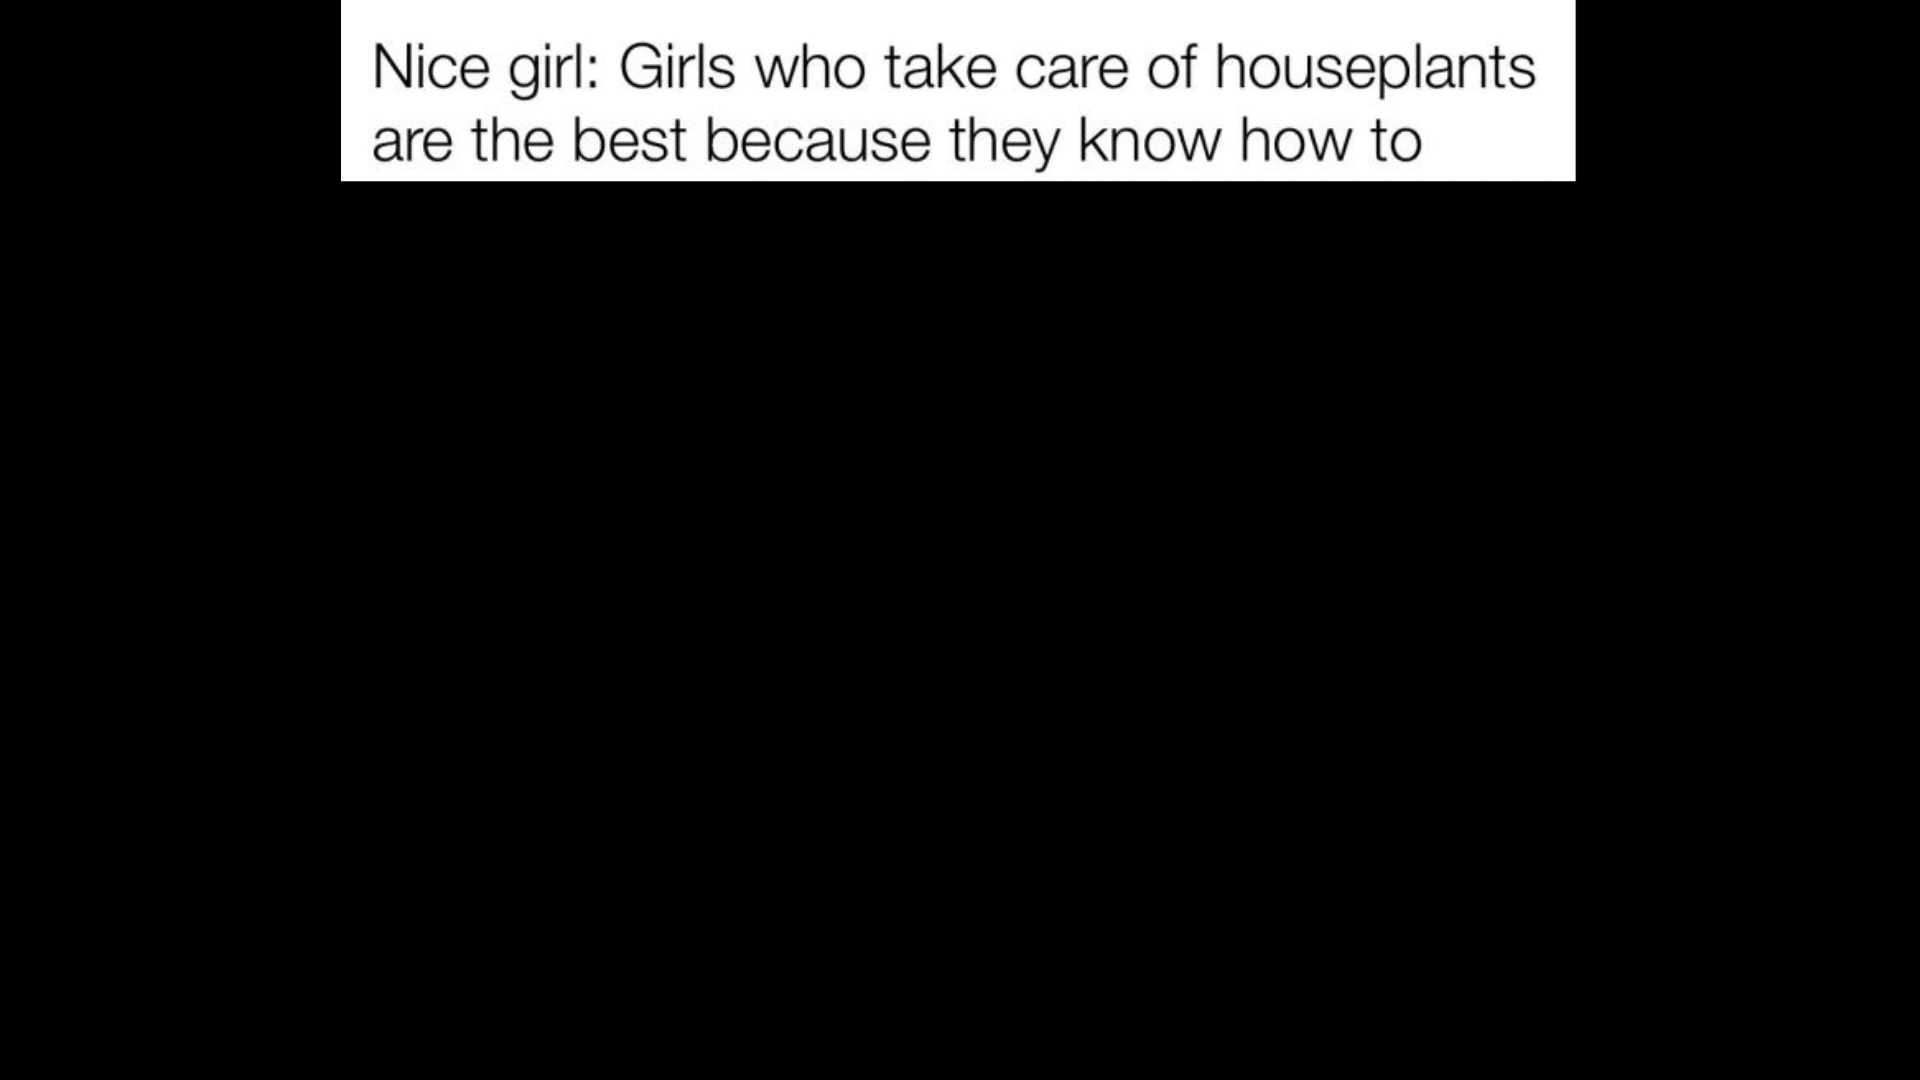 Nice girl: Girls who take care of houseplants
are the best because they know how to